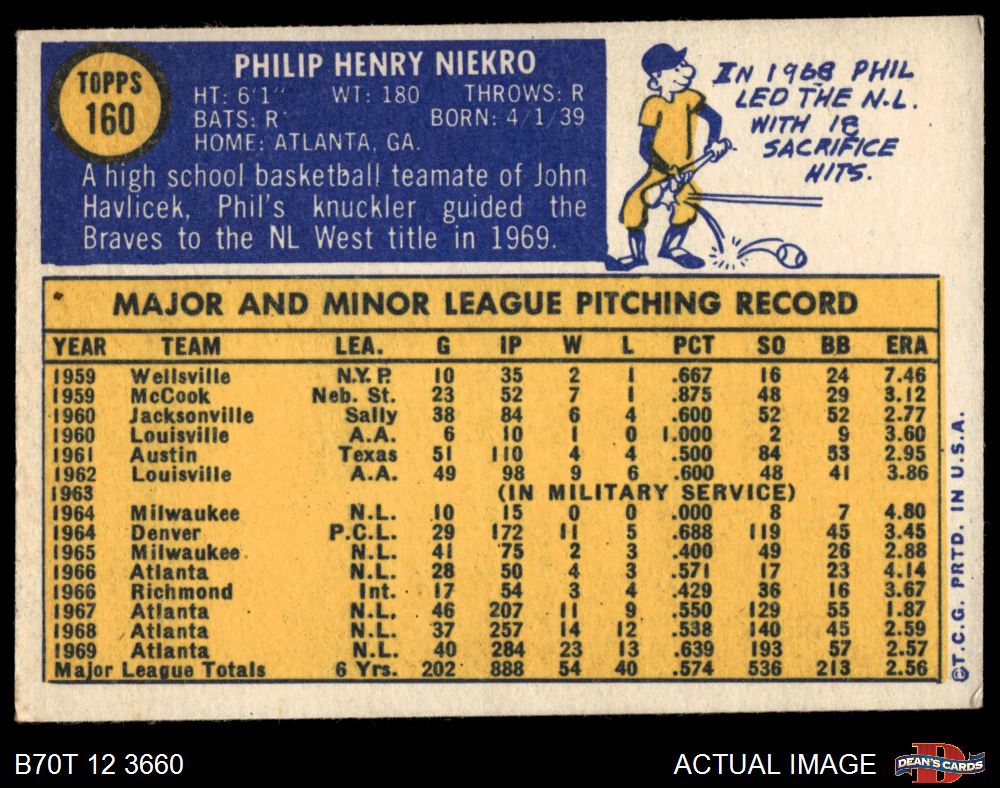 TOPPS
160
PHILIP HENRY NIEKRO
HT: 6'1" WT: 180 THROWS: R
BATS: R BORN: 4/1/39
HOME: ATLANTA, GA.
A high school basketball teamate of John
Havlicek, Phil's knuckler guided the
Braves to the NL West title in 1969.
IN 1968 PHIL
LED THE N.L.
WITH 18
SACRIFICE
HITS.
MAJOR AND MINOR LEAGUE PITCHING RECORD
YEAR TEAM LEA. G IP W L PCT SO BB ERA
1959 Wellsville N.Y.P. 10 35 2 1 .667 16 24 7.46
1959 McCook Neb. St. 23 52 7 1 .875 48 29 3.12
1960 Jacksonville Sally 38 84 6 4 .600 52 52 2.77
1960 Louisville A.A. 6 10 1 0 1.000 2 9 3.60
1961 Austin Texas 51 110 4 4 .500 84 53 2.95
1962 Louisville A.A. 49 98 9 6 .600 48 41 3.86
1963 (IN MILITARY SERVICE)
1964 Milwaukee N.L. 10 15 0 0 .000 8 7 4.80
1964 Denver P.C.L. 29 172 11 5 .688 119 45 3.45
1965 Milwaukee N.L. 41 75 2 3 .400 49 26 2.88
1966 Atlanta N.L. 28 50 4 3 .571 17 23 4.14
1966 Richmond Int. 17 54 3 4 .429 36 16 3.67
1967 Atlanta N.L. 46 207 11 9 .550 129 55 1.87
1968 Atlanta N.L. 37 257 14 12 .538 140 45 2.59
1969 Atlanta N.L. 40 284 23 13 .639 193 57 2.57
Major League Totals 6 Yrs. 202 888 54 40 .574 536 213 2.56
©T.C.G. PRTD. IN U.S.A.
B70T 12 3660
ACTUAL IMAGE
DEAN'S CARDS